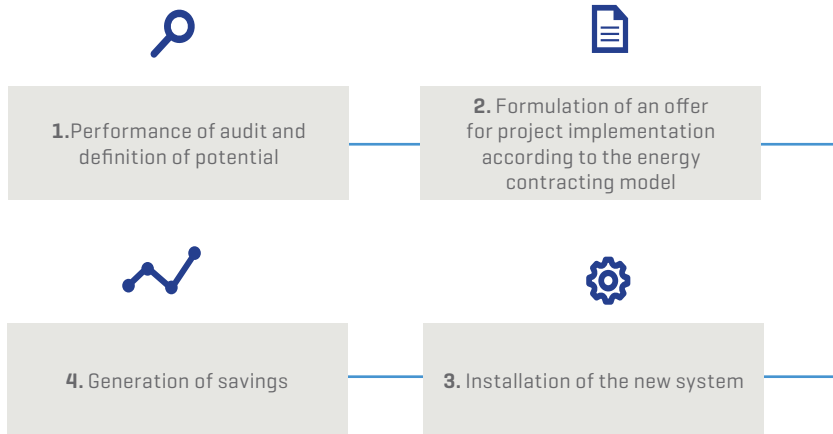 1.Performance of audit and
definition of potential
2. Formulation of an offer
for project implementation
according to the energy
contracting model
4. Generation of savings
3. Installation of the new system